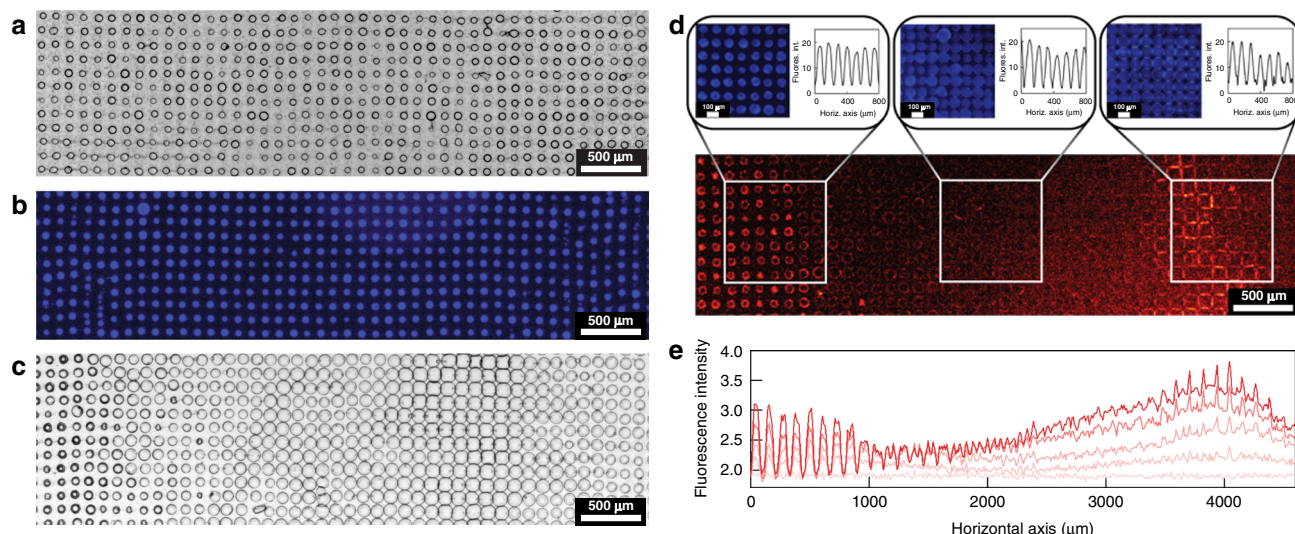 a
500 µm
b
500 µm
c
500 µm
d
Fluores. int.
20
10
0
0 400 800
Horiz. axis (µm)
100 µm
Fluores. int.
20
10
0
0 400 800
Horiz. axis (µm)
100 µm
Fluores. int.
20
10
0
0 400 800
Horiz. axis (µm)
100 µm
500 µm
e
Fluorescence intensity
4.0
3.5
3.0
2.5
2.0
0 1000 2000 3000 4000
Horizontal axis (µm)